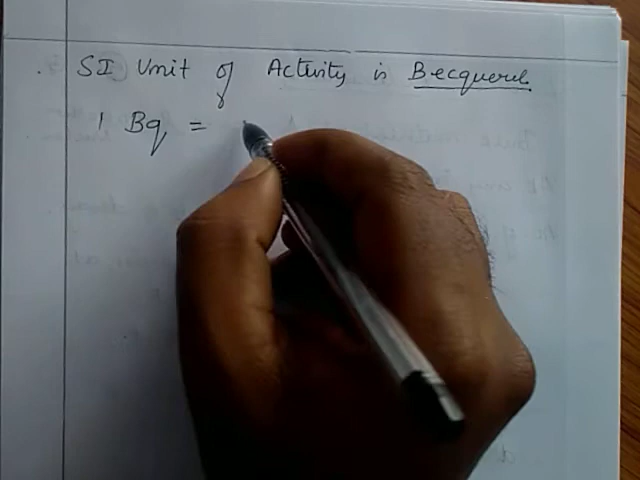 SI Unit of Activity is Becquerel.
1 Bq =